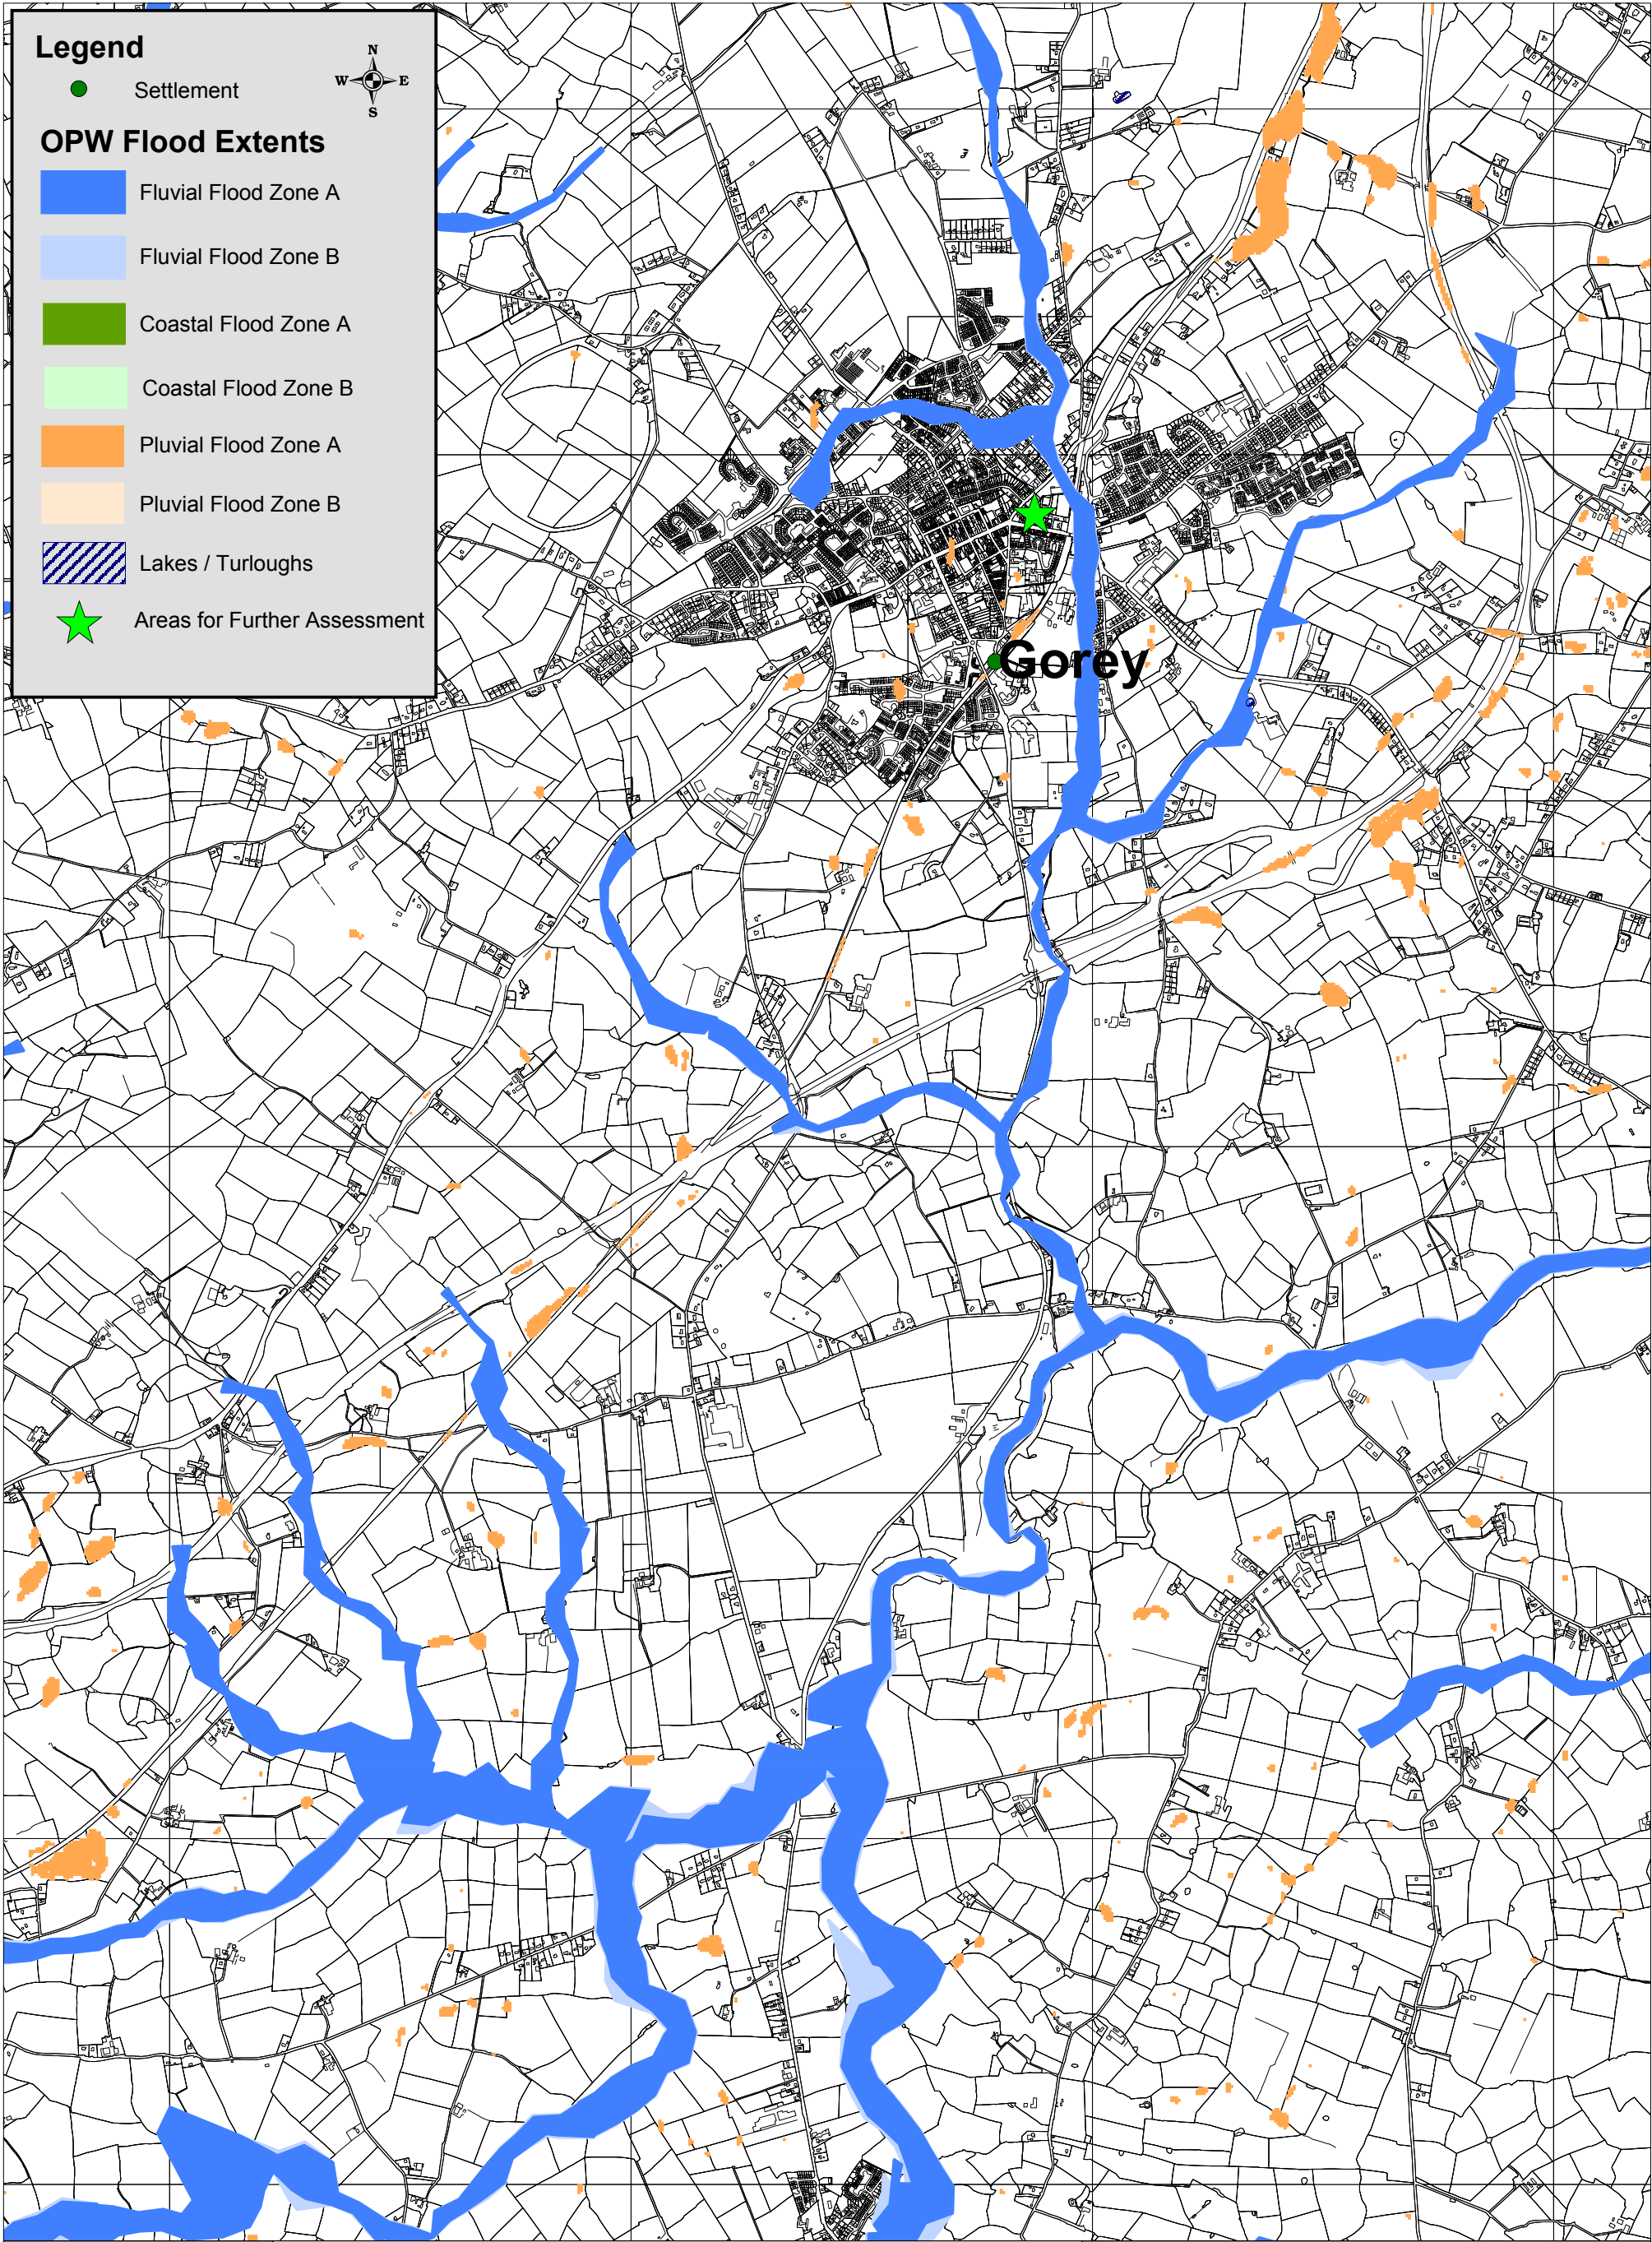 Legend
N
W E
S
Settlement
OPW Flood Extents
Fluvial Flood Zone A
Fluvial Flood Zone B
Coastal Flood Zone A
Coastal Flood Zone B
Pluvial Flood Zone A
Pluvial Flood Zone B
Lakes / Turloughs
Areas for Further Assessment
Gorey